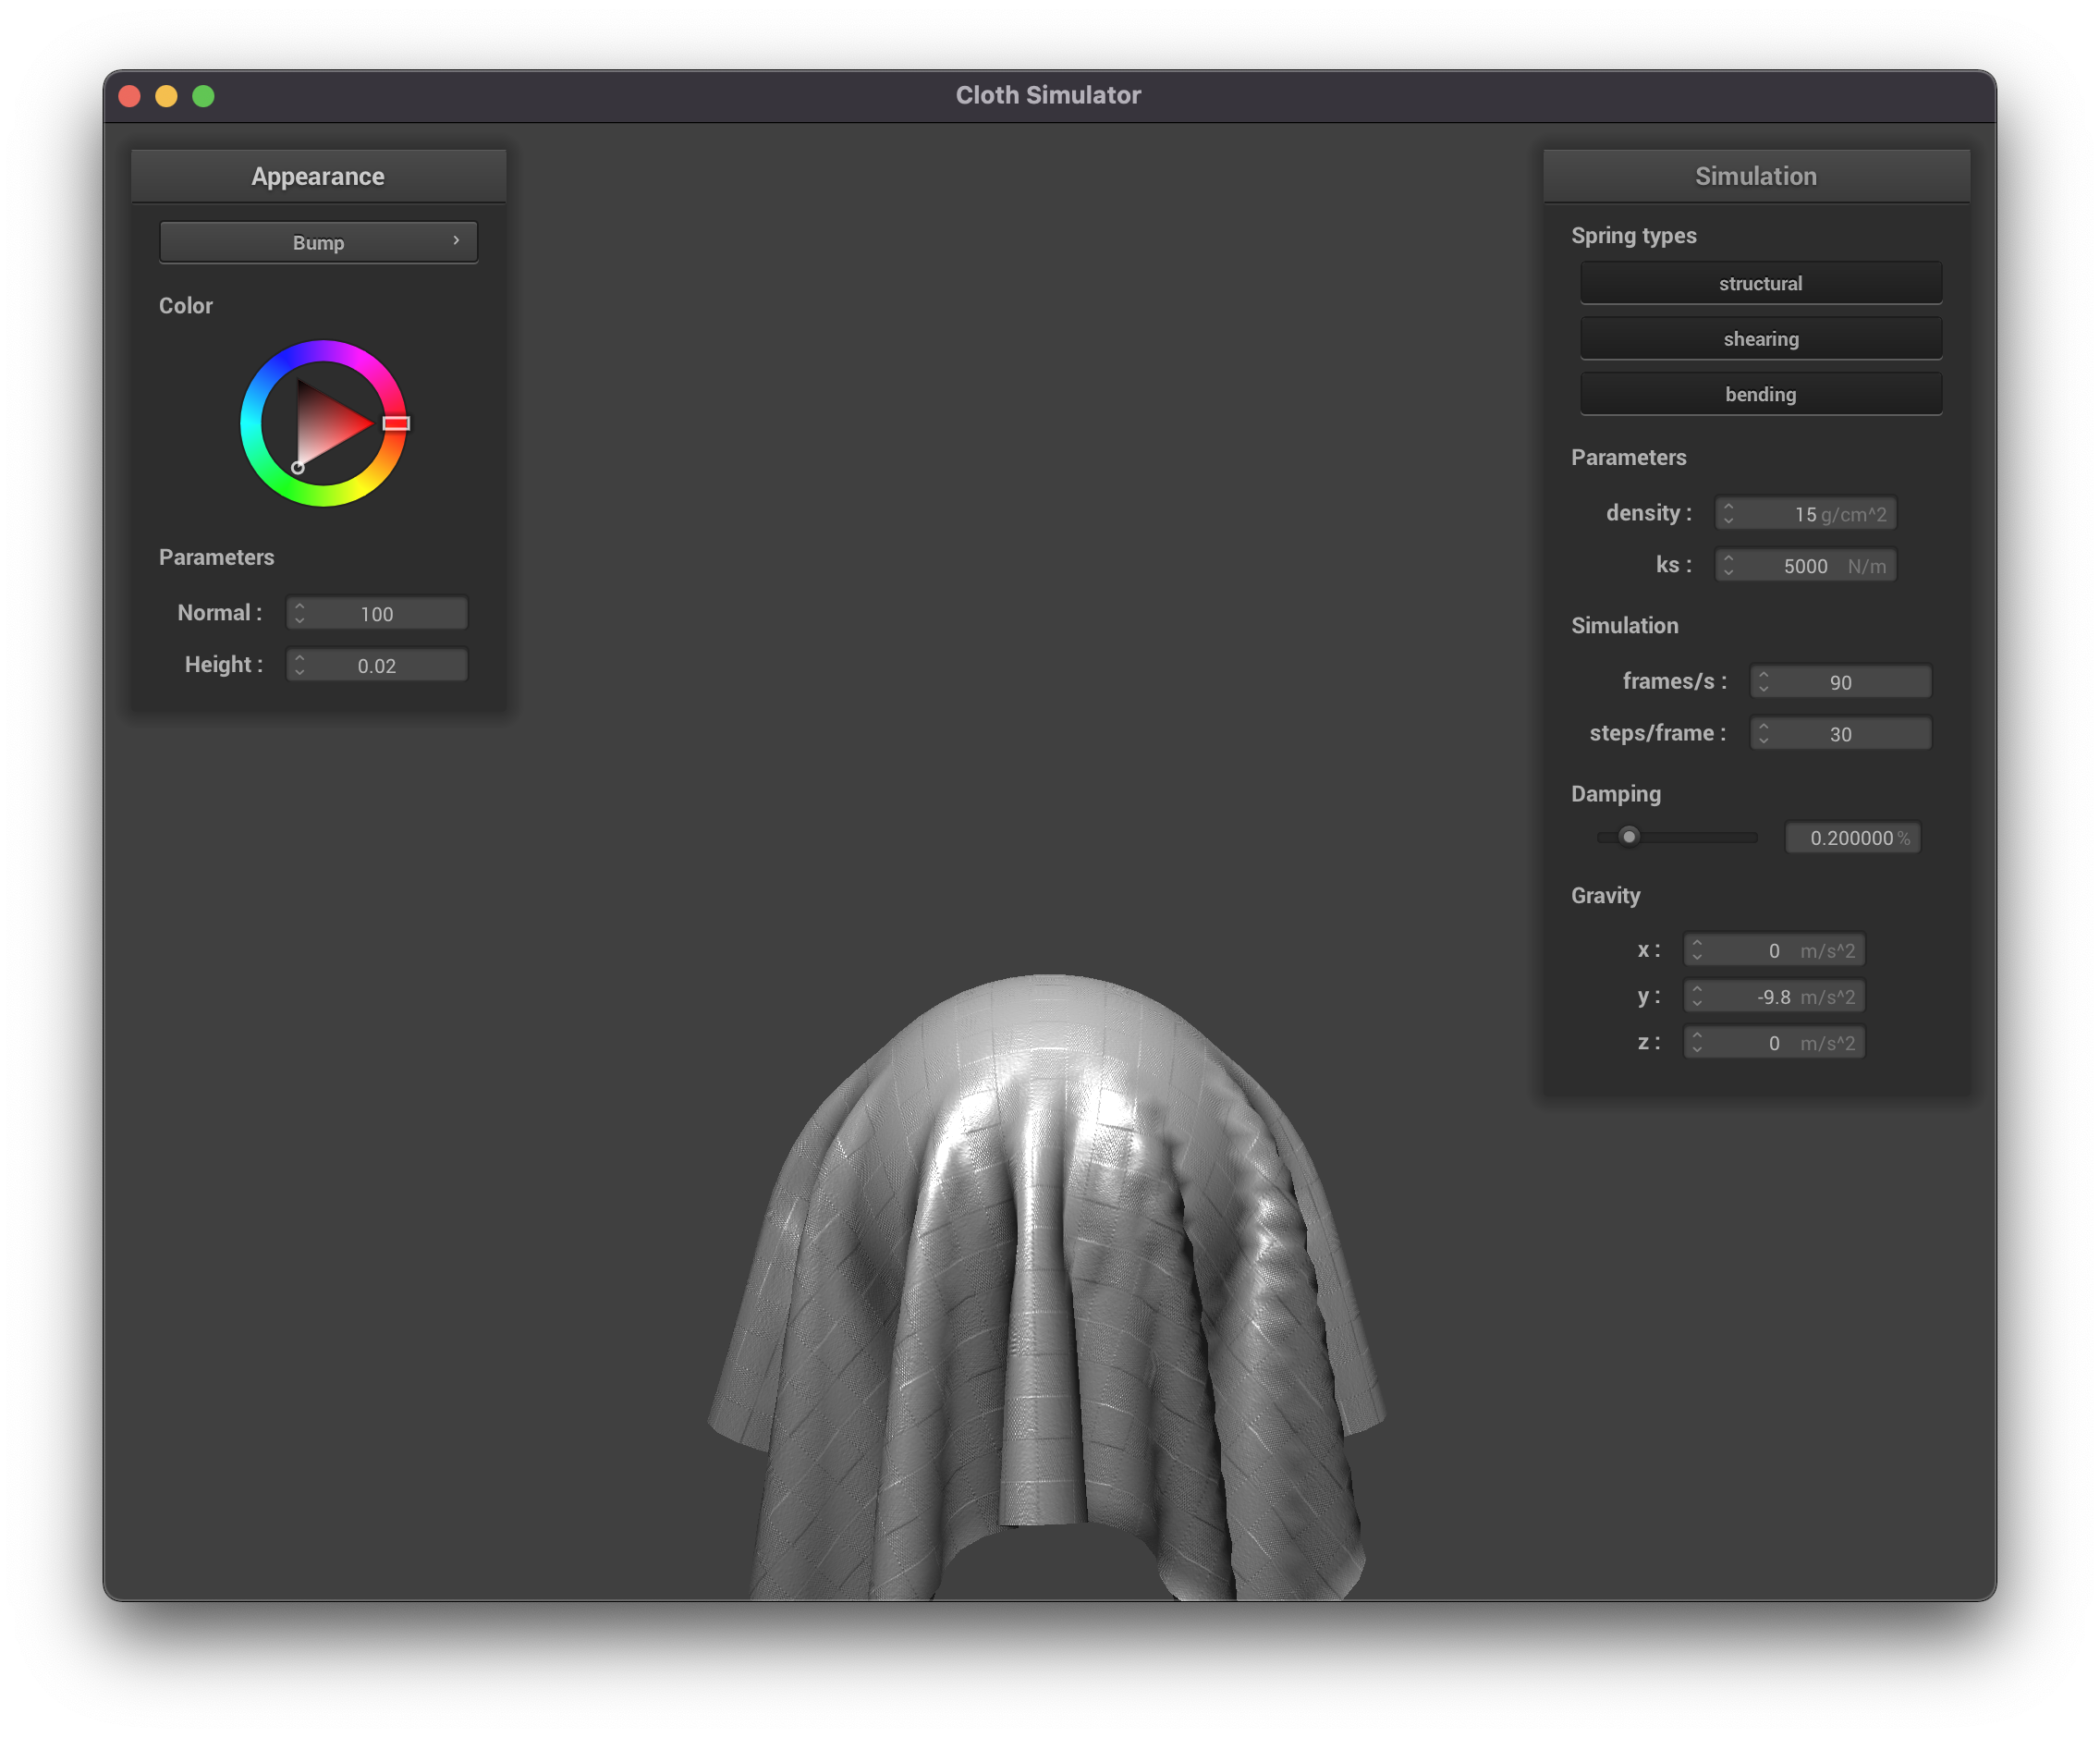 Cloth Simulator
Appearance
Bump
Color
Parameters
Normal : 100
Height : 0.02
Simulation
Spring types
structural
shearing
bending
Parameters
density : 15 g/cm^2
ks : 5000 N/m
Simulation
frames/s : 90
steps/frame : 30
Damping
0.200000 %
Gravity
x : 0 m/s^2
y : -9.8 m/s^2
z : 0 m/s^2